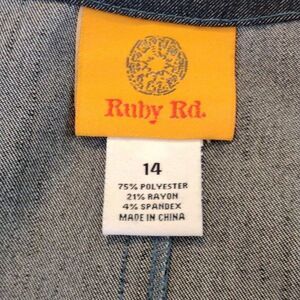 Ruby Rd.
14
75% POLYESTER
21% RAYON
4% SPANDEX
MADE IN CHINA